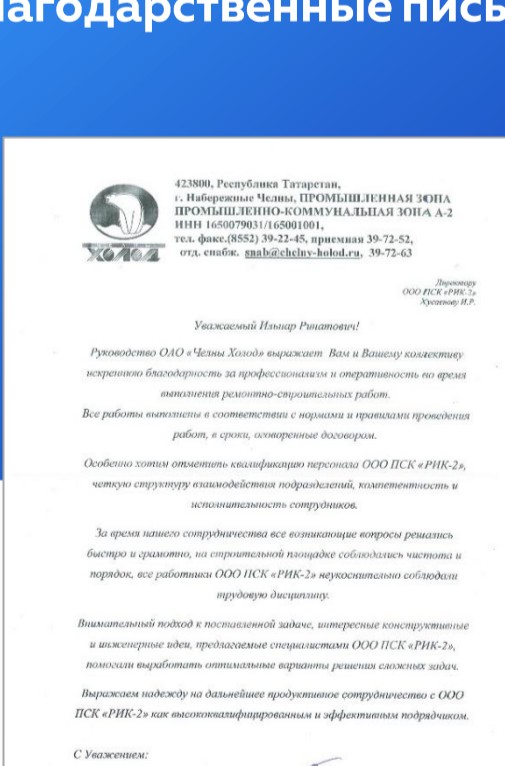 лагодарственные пись
423800, Республика Татарстан,
г. Набережные Челны, ПРОМЫШЛЕННАЯ ЗОНА
ПРОМЫШЛЕННО-КОММУНАЛЬНАЯ ЗОНА А-2
ИНН 1650079031/165001001,
тел. факс.(8552) 39-22-45, приемная 39-72-52,
отд. снабж. snab@chelny-holod.ru, 39-72-63
ХОЛОД
Директору
ООО ПСК «РИК-2»
Хусаенову И.Р.
Уважаемый Ильнар Ринатович!
Руководство ОАО «Челны Холод» выражает Вам и Вашему коллективу
искреннюю благодарность за профессионализм и оперативность во время
выполнения ремонтно-строительных работ.
Все работы выполнены в соответствии с нормами и правилами проведения
работ, в сроки, оговоренные договором.
Особенно хотим отметить квалификацию персонала ООО ПСК «РИК-2»,
четкую структуру взаимодействия подразделений, компетентность и
исполнительность сотрудников.
За время нашего сотрудничества все возникающие вопросы решались
быстро и грамотно, на строительной площадке соблюдались чистота и
порядок, все работники ООО ПСК «РИК-2» неукоснительно соблюдали
трудовую дисциплину.
Внимательный подход к поставленной задаче, интересные конструктивные
и инженерные идеи, предлагаемые специалистами ООО ПСК «РИК-2»,
помогали выработать оптимальные варианты решения сложных задач.
Выражаем надежду на дальнейшее продуктивное сотрудничество с ООО
ПСК «РИК-2» как высококвалифицированным и эффективным подрядчиком.
С Уважением: